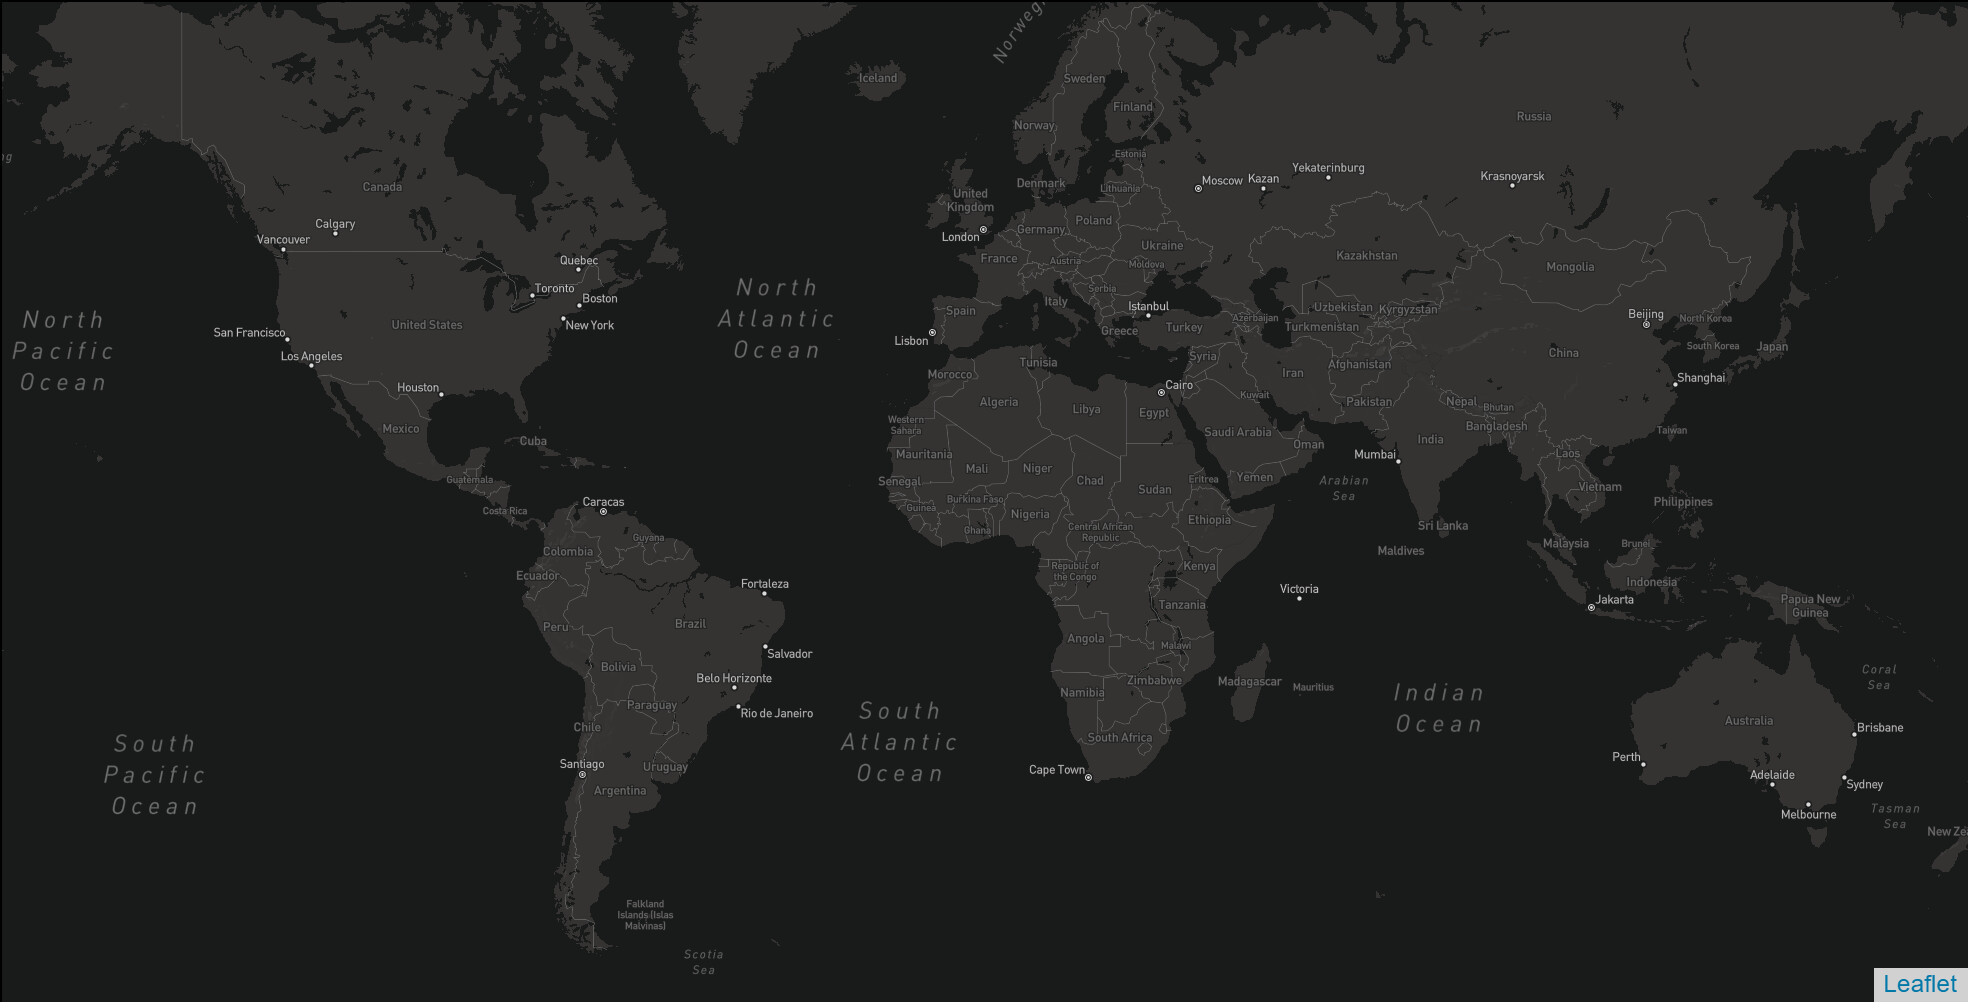 Norweg
Iceland
Sweden
Finland
Russia
Norway
Estonia
ng
Canada
Denmark
Lithuania
Moscow
Kazan
Yekaterinburg
Krasnoyarsk
United
Kingdom
Poland
Calgary
Vancouver
London
Germany
Ukraine
Kazakhstan
Mongolia
Quebec
France
Austria
Moldova
Toronto
Boston
North
Atlantic
Ocean
Serbia
Italy
Spain
Istanbul
Uzbekistan
Kyrgyzstan
Beijing
North Korea
North
Pacific
Ocean
San Francisco
United States
New York
Lisbon
Greece
Turkey
Azerbaijan
Turkmenistan
South Korea
Japan
Los Angeles
Tunisia
Syria
Afghanistan
China
Houston
Morocco
Cairo
Iran
Shanghai
Mexico
Algeria
Libya
Egypt
Kuwait
Pakistan
Nepal
Bhutan
Western
Sahara
Cuba
Saudi Arabia
Oman
India
Bangladesh
Taiwan
Mauritania
Mali
Niger
Mumbai
Laos
Guatemala
Senegal
Chad
Sudan
Eritrea
Yemen
Arabian
Sea
Vietnam
Philippines
Caracas
Costa Rica
Burkina Faso
Guinea
Nigeria
Ghana
Central African
Republic
Ethiopia
Sri Lanka
Guyana
Colombia
Maldives
Malaysia
Brunei
Ecuador
Fortaleza
Republic of
the Congo
Kenya
Victoria
Indonesia
Jakarta
Papua New
Guinea
Peru
Brazil
Tanzania
Angola
Malawi
Salvador
Bolivia
Belo Horizonte
Zimbabwe
Madagascar
Mauritius
Coral
Sea
Namibia
Indian
Ocean
Paraguay
Rio de Janeiro
South
Atlantic
Ocean
Chile
South Africa
Australia
Brisbane
South
Pacific
Ocean
Santiago
Uruguay
Cape Town
Perth
Adelaide
Sydney
Argentina
Melbourne
Tasman
Sea
New Zea
Falkland
Islands (Islas
Malvinas)
Scotia
Sea
Leaflet